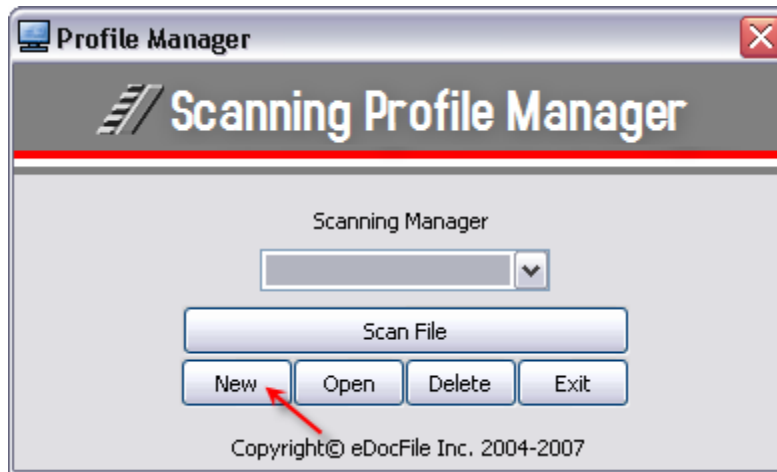 Profile Manager
Scanning Profile Manager
Scanning Manager
Scan File
New Open Delete Exit
Copyright© eDocFile Inc. 2004-2007